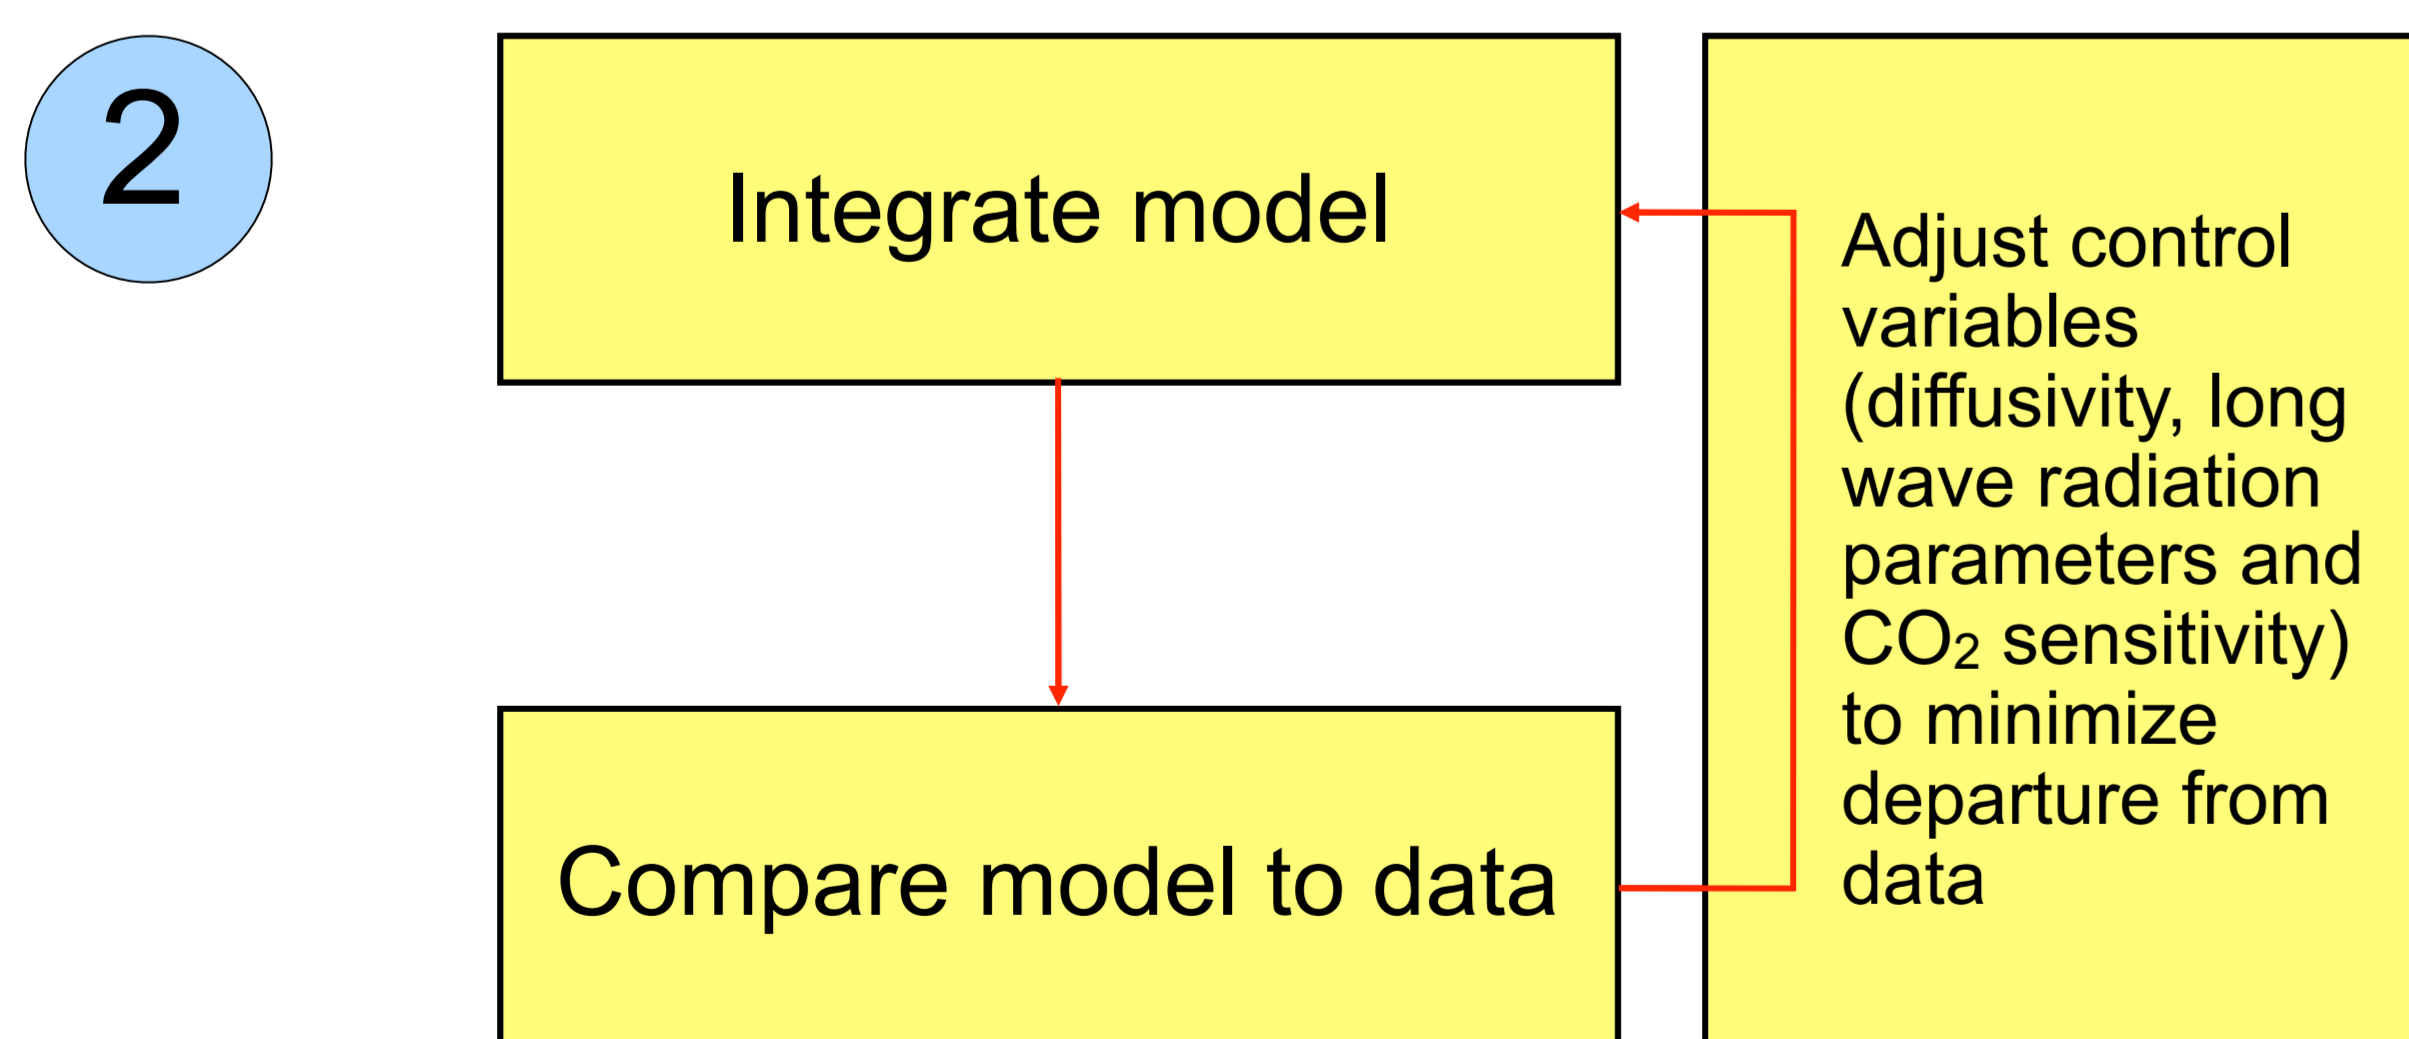 2
Integrate model
Compare model to data
Adjust control
variables
(diffusivity, long
wave radiation
parameters and
CO₂ sensitivity)
to minimize
departure from
data